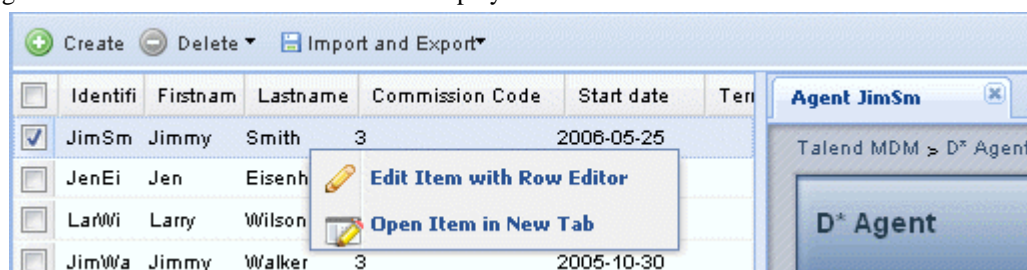 Create Delete Import and Export
Identifi Firstnam Lastname Commission Code Start date Terr Agent JimSm
JimSm Jimmy Smith 3 2006-05-25 Talend MDM > D* Agent
JenEi Jen Eisenh Edit Item with Row Editor
LarWi Larry Wilson Open Item in New Tab D* Agent
JimWa Jimmy Walker 3 2005-10-30